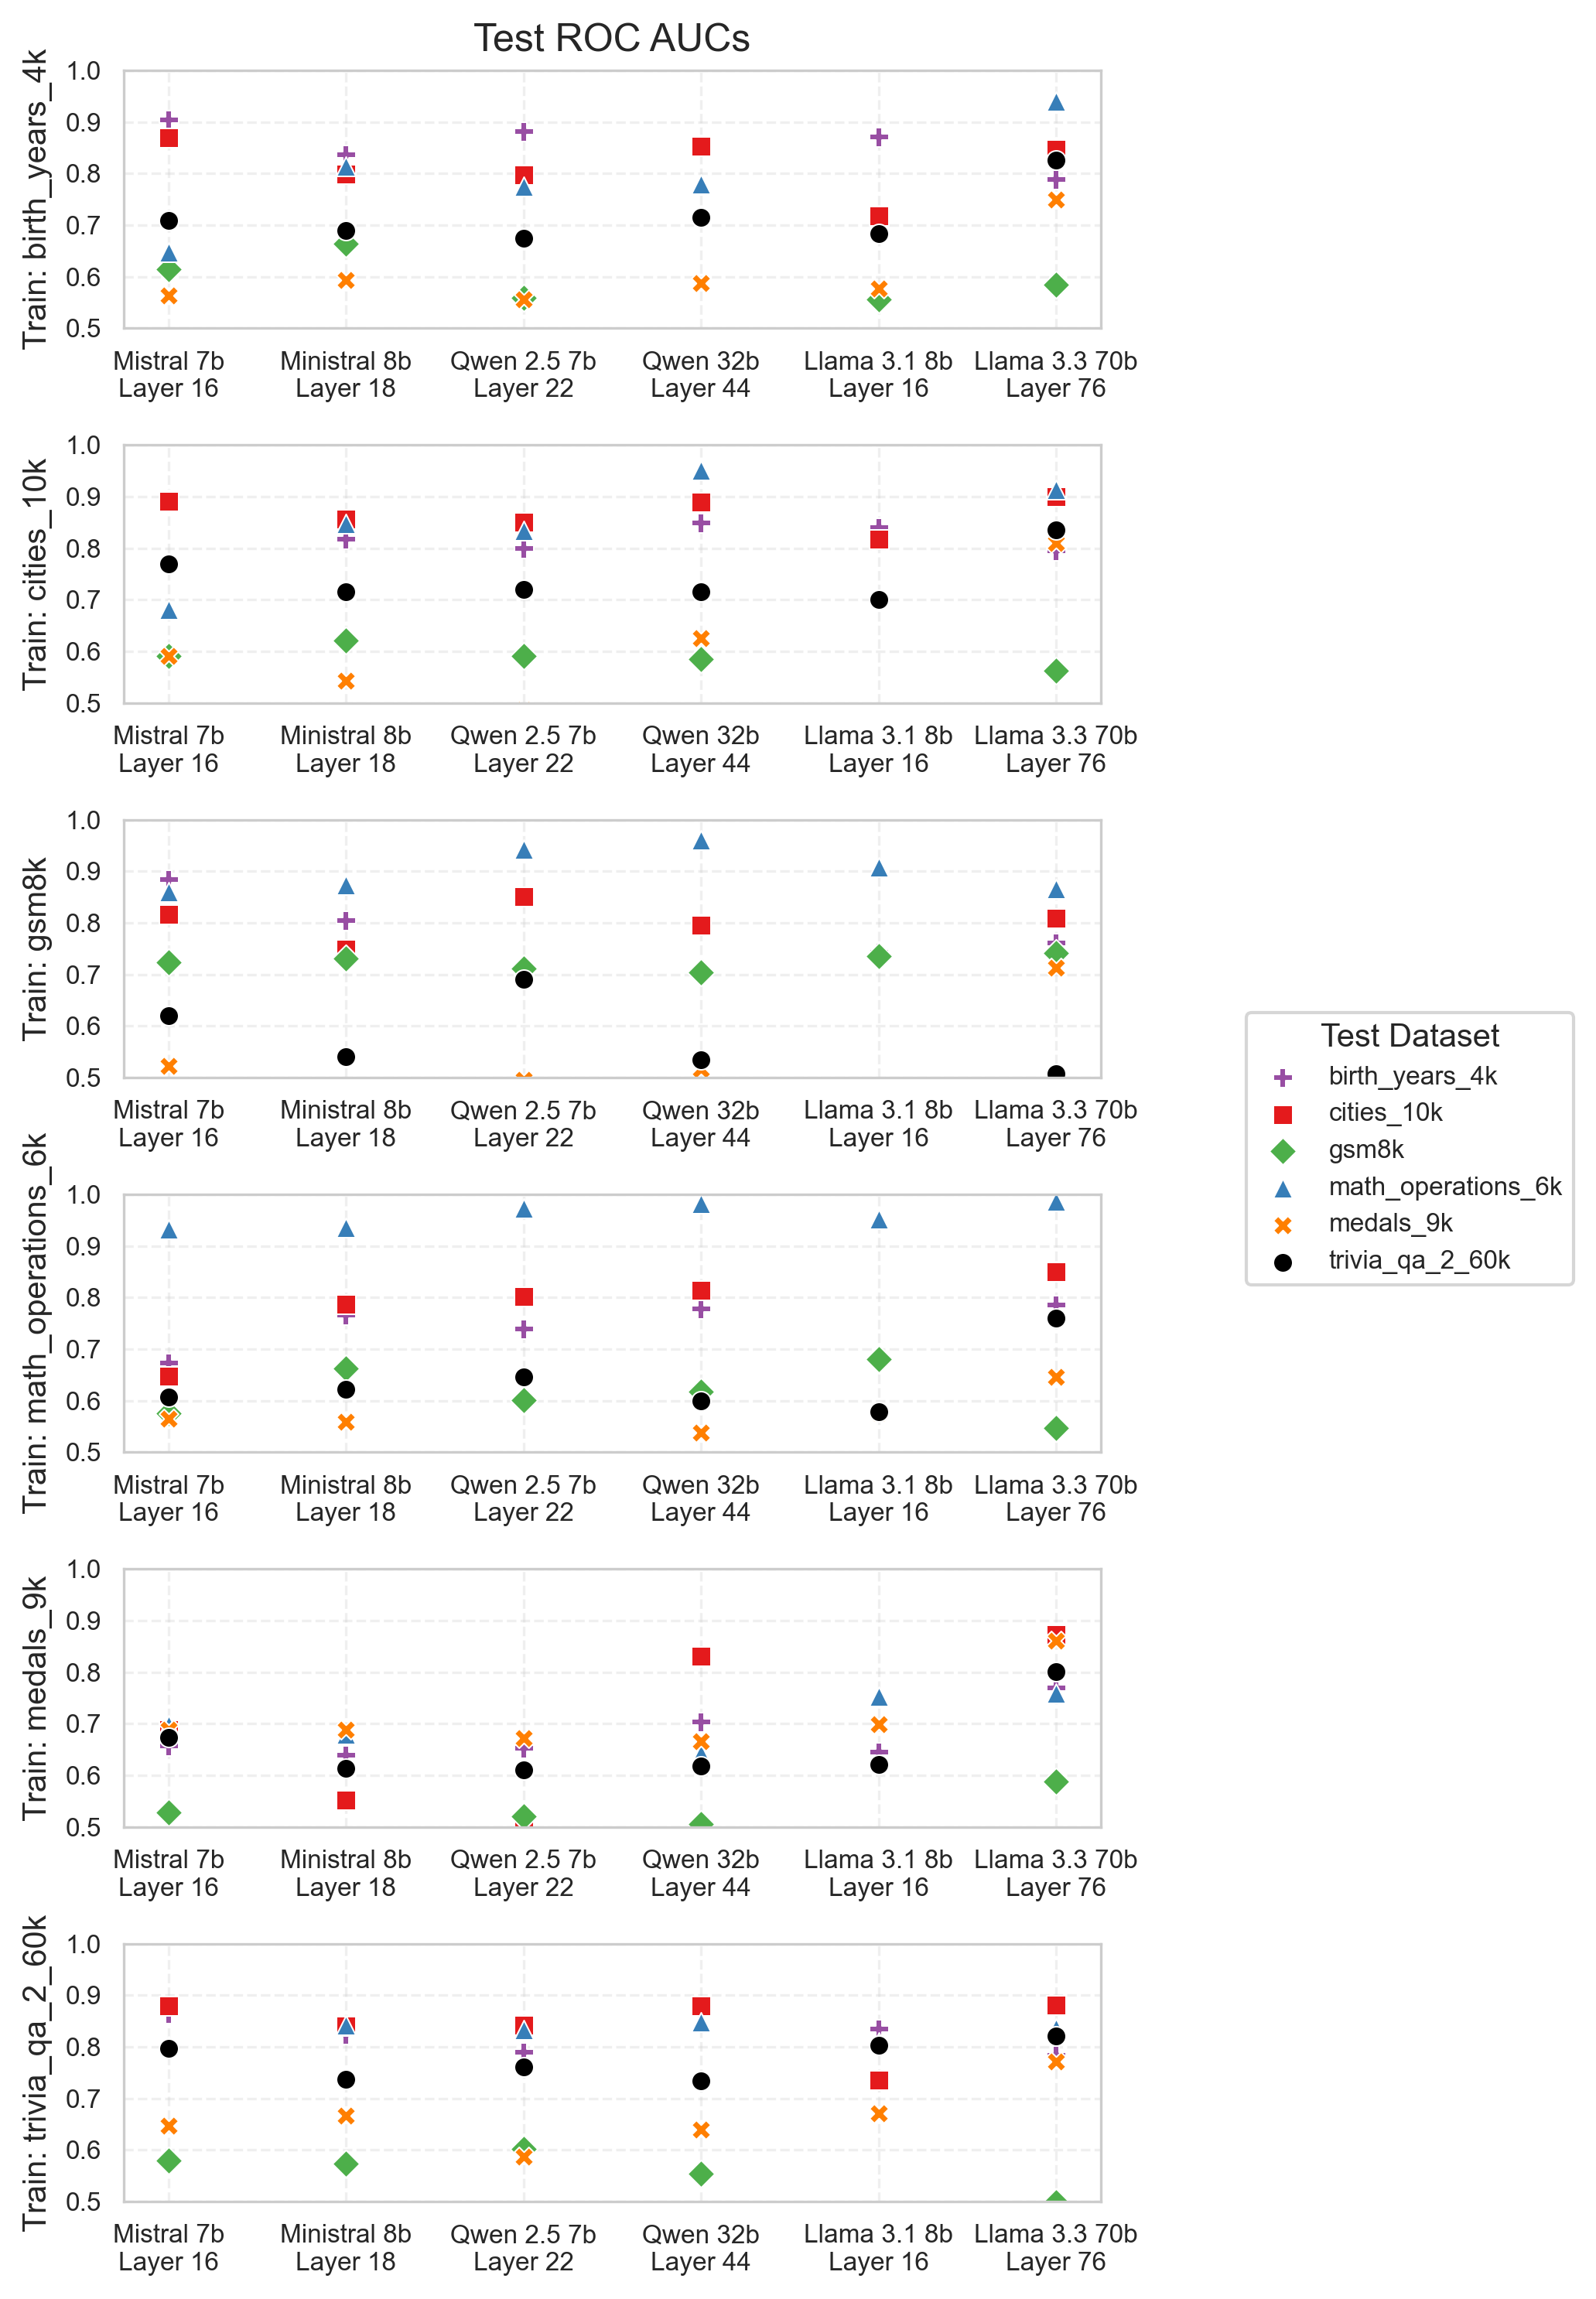 Test ROC AUCs
Train: birth_years_4k
1.0
0.9
0.8
0.7
0.6
0.5
Mistral 7b
Layer 16
Ministral 8b
Layer 18
Qwen 2.5 7b
Layer 22
Qwen 32b
Layer 44
Llama 3.1 8b
Layer 16
Llama 3.3 70b
Layer 76
Train: cities_10k
1.0
0.9
0.8
0.7
0.6
0.5
Mistral 7b
Layer 16
Ministral 8b
Layer 18
Qwen 2.5 7b
Layer 22
Qwen 32b
Layer 44
Llama 3.1 8b
Layer 16
Llama 3.3 70b
Layer 76
Train: gsm8k
1.0
0.9
0.8
0.7
0.6
0.5
Mistral 7b
Layer 16
Ministral 8b
Layer 18
Qwen 2.5 7b
Layer 22
Qwen 32b
Layer 44
Llama 3.1 8b
Layer 16
Llama 3.3 70b
Layer 76
Test Dataset
birth_years_4k
cities_10k
gsm8k
math_operations_6k
medals_9k
trivia_qa_2_60k
Train: math_operations_6k
1.0
0.9
0.8
0.7
0.6
0.5
Mistral 7b
Layer 16
Ministral 8b
Layer 18
Qwen 2.5 7b
Layer 22
Qwen 32b
Layer 44
Llama 3.1 8b
Layer 16
Llama 3.3 70b
Layer 76
Train: medals_9k
1.0
0.9
0.8
0.7
0.6
0.5
Mistral 7b
Layer 16
Ministral 8b
Layer 18
Qwen 2.5 7b
Layer 22
Qwen 32b
Layer 44
Llama 3.1 8b
Layer 16
Llama 3.3 70b
Layer 76
Train: trivia_qa_2_60k
1.0
0.9
0.8
0.7
0.6
0.5
Mistral 7b
Layer 16
Ministral 8b
Layer 18
Qwen 2.5 7b
Layer 22
Qwen 32b
Layer 44
Llama 3.1 8b
Layer 16
Llama 3.3 70b
Layer 76